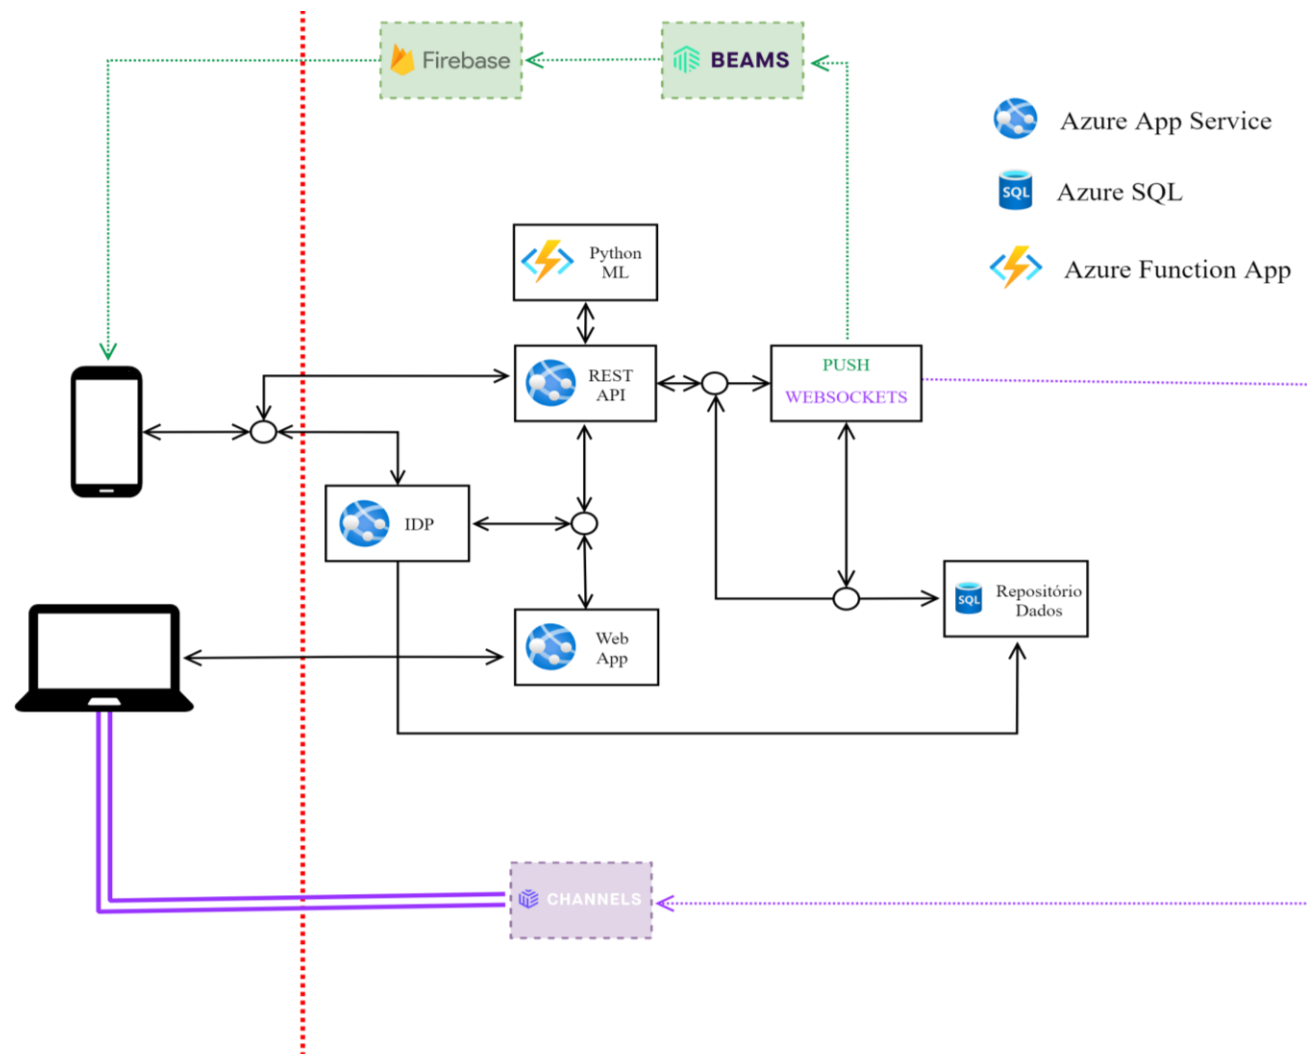 Firebase
BEAMS
Azure App Service
SQL
Azure SQL
Azure Function App
Python
ML
REST
API
PUSH
WEBSOCKETS
IDP
SQL
Repositório
Dados
Web
App
CHANNELS